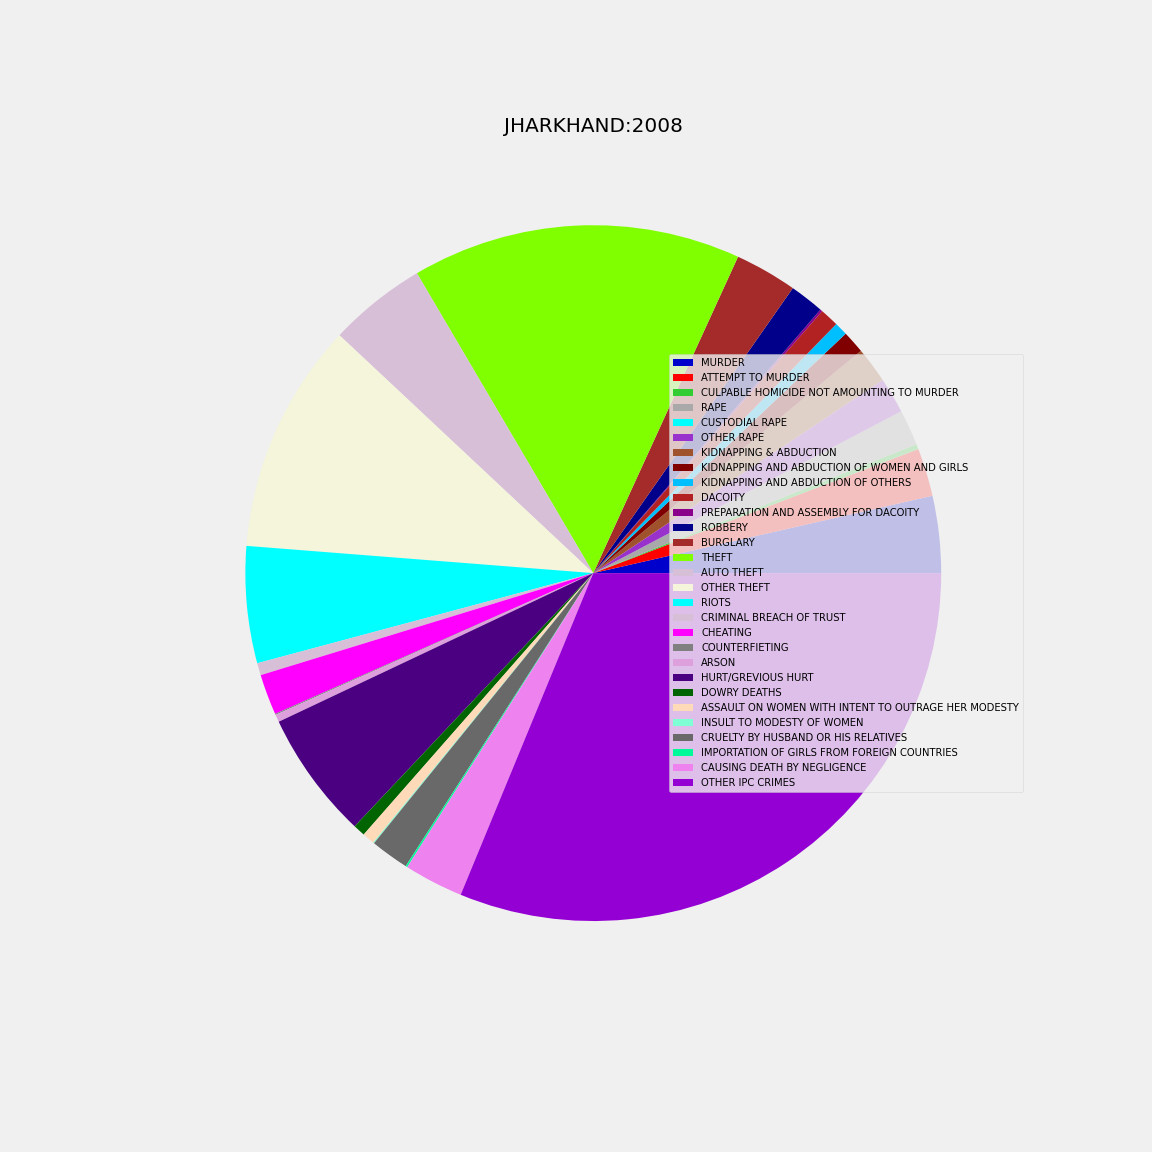 JHARKHAND:2008
MURDER
ATTEMPT TO MURDER
CULPABLE HOMICIDE NOT AMOUNTING TO MURDER
RAPE
CUSTODIAL RAPE
OTHER RAPE
KIDNAPPING & ABDUCTION
KIDNAPPING AND ABDUCTION OF WOMEN AND GIRLS
KIDNAPPING AND ABDUCTION OF OTHERS
DACOITY
PREPARATION AND ASSEMBLY FOR DACOITY
ROBBERY
BURGLARY
THEFT
AUTO THEFT
OTHER THEFT
RIOTS
CRIMINAL BREACH OF TRUST
CHEATING
COUNTERFIETING
ARSON
HURT/GREVIOUS HURT
DOWRY DEATHS
ASSAULT ON WOMEN WITH INTENT TO OUTRAGE HER MODESTY
INSULT TO MODESTY OF WOMEN
CRUELTY BY HUSBAND OR HIS RELATIVES
IMPORTATION OF GIRLS FROM FOREIGN COUNTRIES
CAUSING DEATH BY NEGLIGENCE
OTHER IPC CRIMES